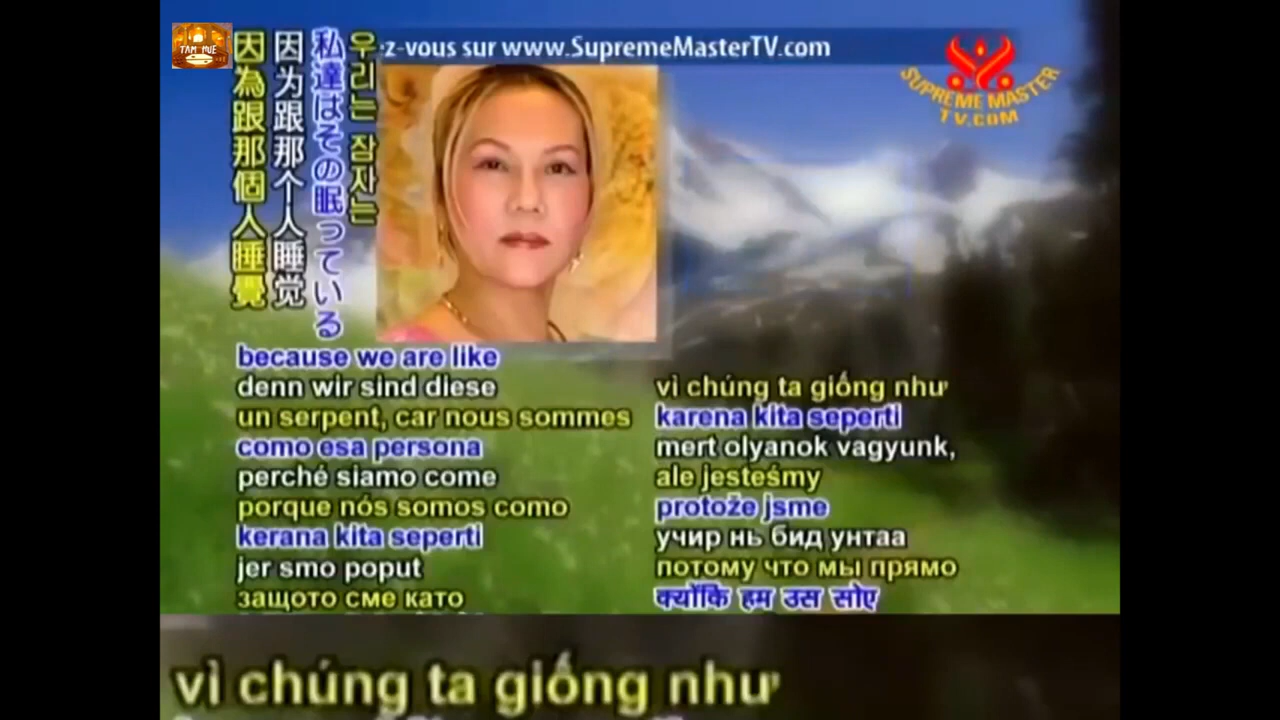 TAM HUE
因為跟那個人睡覺
因为跟那个人睡觉
私達はその眠っている
우리는 잠자는
z-vous sur www.SupremeMasterTV.com
SUPREME MASTER
TV.COM
because we are like
denn wir sind diese
un serpent, car nous sommes
como esa persona
perché siamo come
porque nós somos como
kerana kita seperti
jer smo poput
защото сме като
vì chúng ta giống như
karena kita seperti
mert olyanok vagyunk,
ale jesteśmy
protože jsme
учир нь бид унтаа
потому что мы прямо
क्योंकि हम उस सोए
vì chúng ta giống như